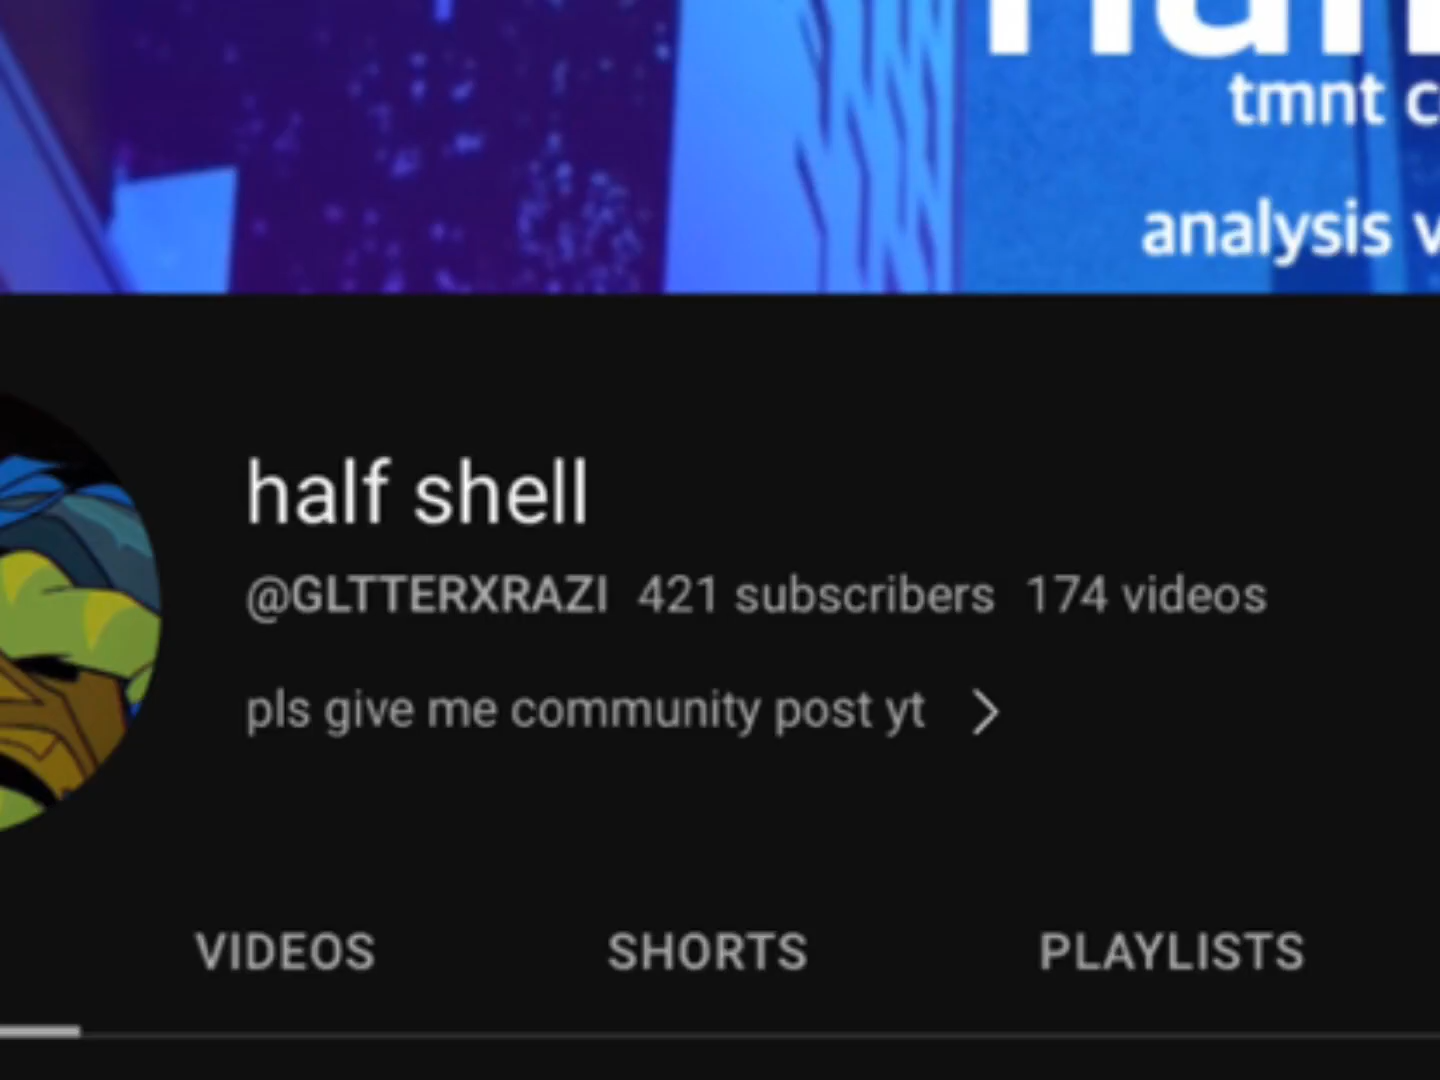 tmnt
analysis
half shell
@GLTTERXRAZI 421 subscribers 174 videos
pls give me community post yt
VIDEOS SHORTS PLAYLISTS